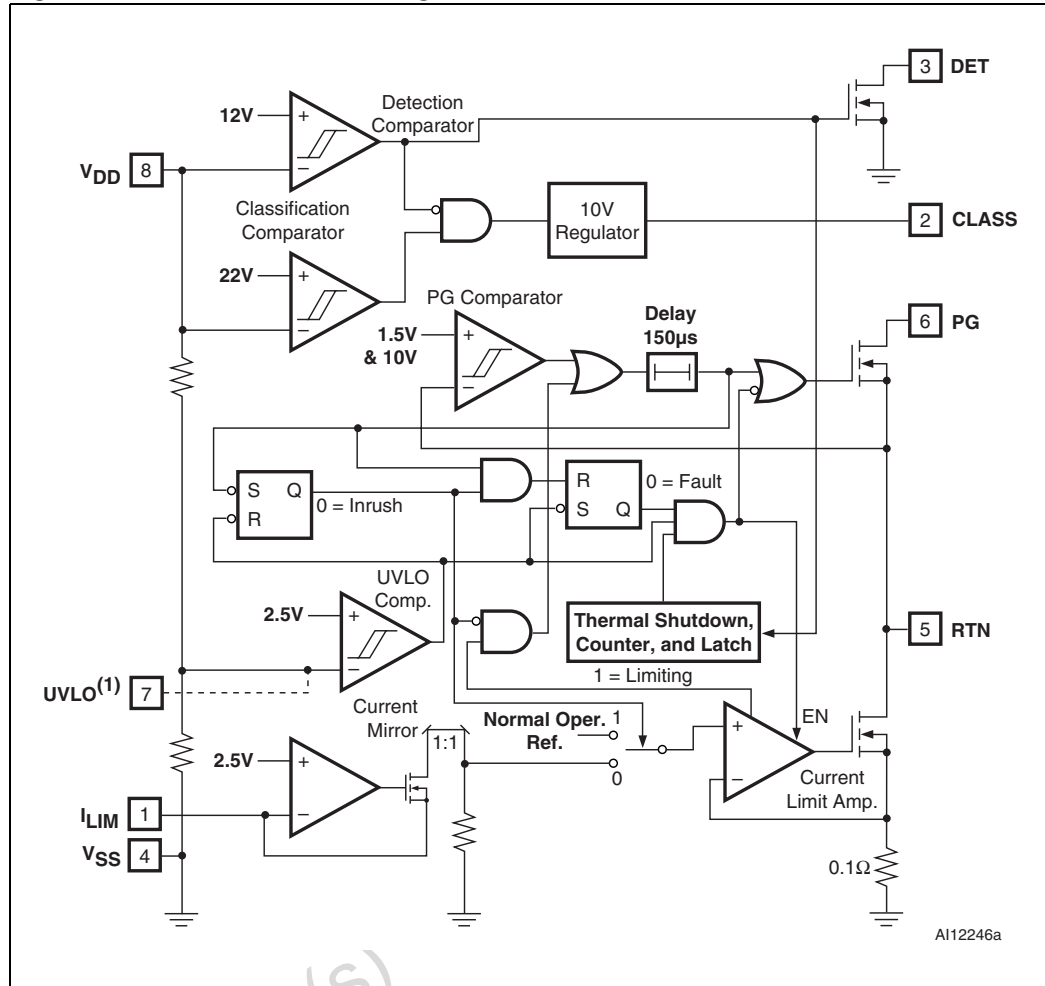 3 DET
12V
+
−
Detection
Comparator
VDD 8
Classification
Comparator
10V
Regulator
2 CLASS
22V
+
−
PG Comparator
1.5V
& 10V
+
−
Delay
150µs
6 PG
S Q
R
0 = Inrush
R
S Q
0 = Fault
UVLO
Comp.
2.5V
+
−
Thermal Shutdown,
Counter, and Latch
1 = Limiting
5 RTN
UVLO(1) 7
Current
Mirror
1:1
Normal Oper.
Ref.
1
0
+
−
EN
Current
Limit Amp.
2.5V
+
−
ILIM 1
VSS 4
0.1Ω
AI12246a
(s)